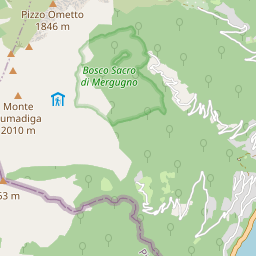 Pizzo Ometto
1846 m
Bosco Sacro
di Mergugno
Monte
umadiga
2010 m
63 m